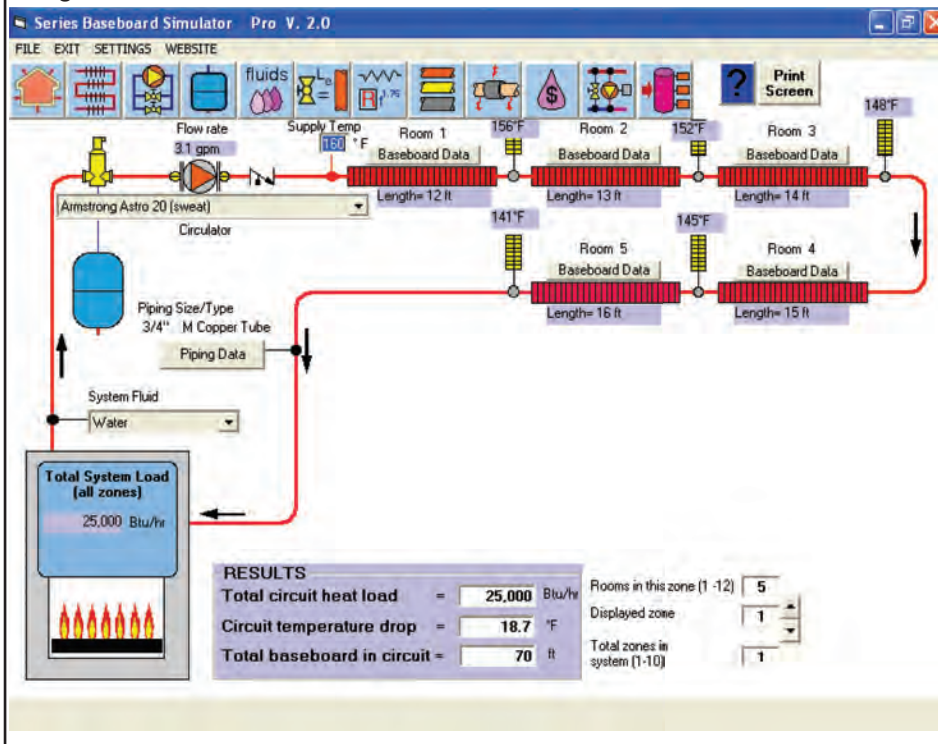 Series Baseboard Simulator Pro V. 2.0
FILE EXIT SETTINGS WEBSITE
fluids
Print
Screen
Flow rate
3.1 gpm
Supply Temp
160 °F
Room 1
Baseboard Data
Length= 12 ft
156°F
Room 2
Baseboard Data
Length= 13 ft
152°F
Room 3
Baseboard Data
Length= 14 ft
148°F
Armstrong Astro 20 (sweat)
Circulator
141°F
Room 5
Baseboard Data
Length= 16 ft
145°F
Room 4
Baseboard Data
Length= 15 ft
Piping Size/Type
3/4" M Copper Tube
Piping Data
System Fluid
Water
Total System Load
(all zones)
25,000 Btu/hr
RESULTS
Total circuit heat load = 25,000 Btu/hr
Circuit temperature drop = 18.7 °F
Total baseboard in circuit = 70 ft
Rooms in this zone (1 -12) 5
Displayed zone 1
Total zones in
system (1-10) 1